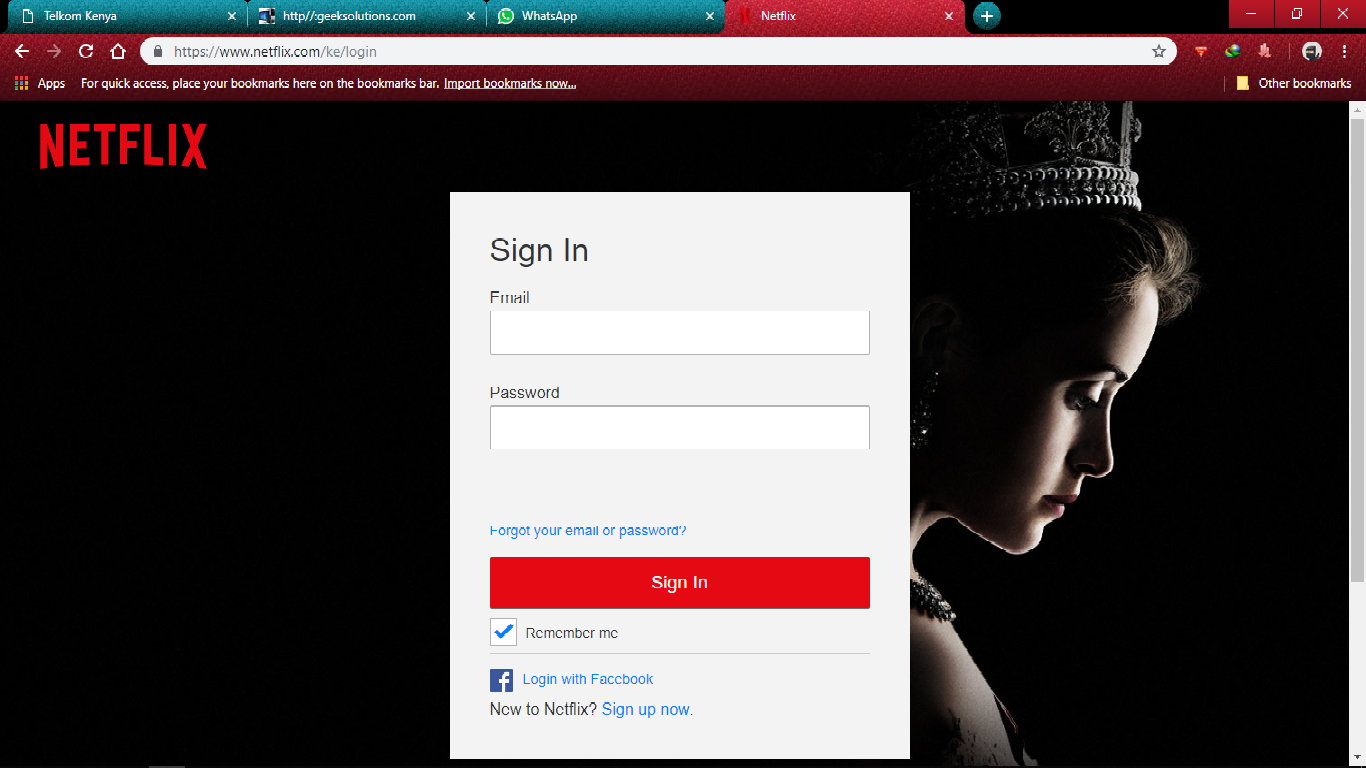 Telkom Kenya
http//:geeksolutions.com
WhatsApp
Netflix
https://www.netflix.com/ke/login
Apps
For quick access, place your bookmarks here on the bookmarks bar. Import bookmarks now...
Other bookmarks
NETFLIX
Sign In
Email
Password
Forgot your email or password?
Sign In
Remember me
Login with Facebook
New to Netflix? Sign up now.